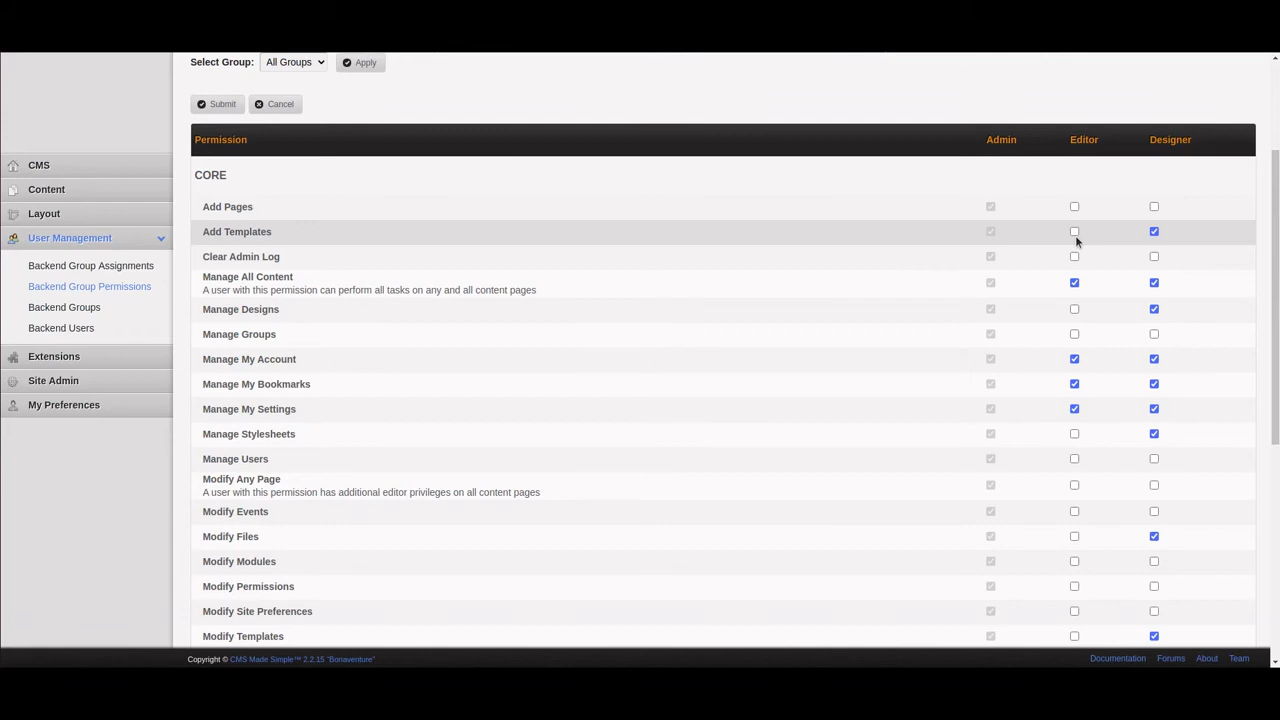 Select Group: All Groups Apply
Submit Cancel
Permission Admin Editor Designer
CORE
Add Pages
Add Templates
Clear Admin Log
Manage All Content
A user with this permission can perform all tasks on any and all content pages
Manage Designs
Manage Groups
Manage My Account
Manage My Bookmarks
Manage My Settings
Manage Stylesheets
Manage Users
Modify Any Page
A user with this permission has additional editor privileges on all content pages
Modify Events
Modify Files
Modify Modules
Modify Permissions
Modify Site Preferences
Modify Templates
CMS
Content
Layout
User Management
Backend Group Assignments
Backend Group Permissions
Backend Groups
Backend Users
Extensions
Site Admin
My Preferences
Copyright © CMS Made Simple™ 2.2.15 "Bonaventure"
Documentation Forums About Team